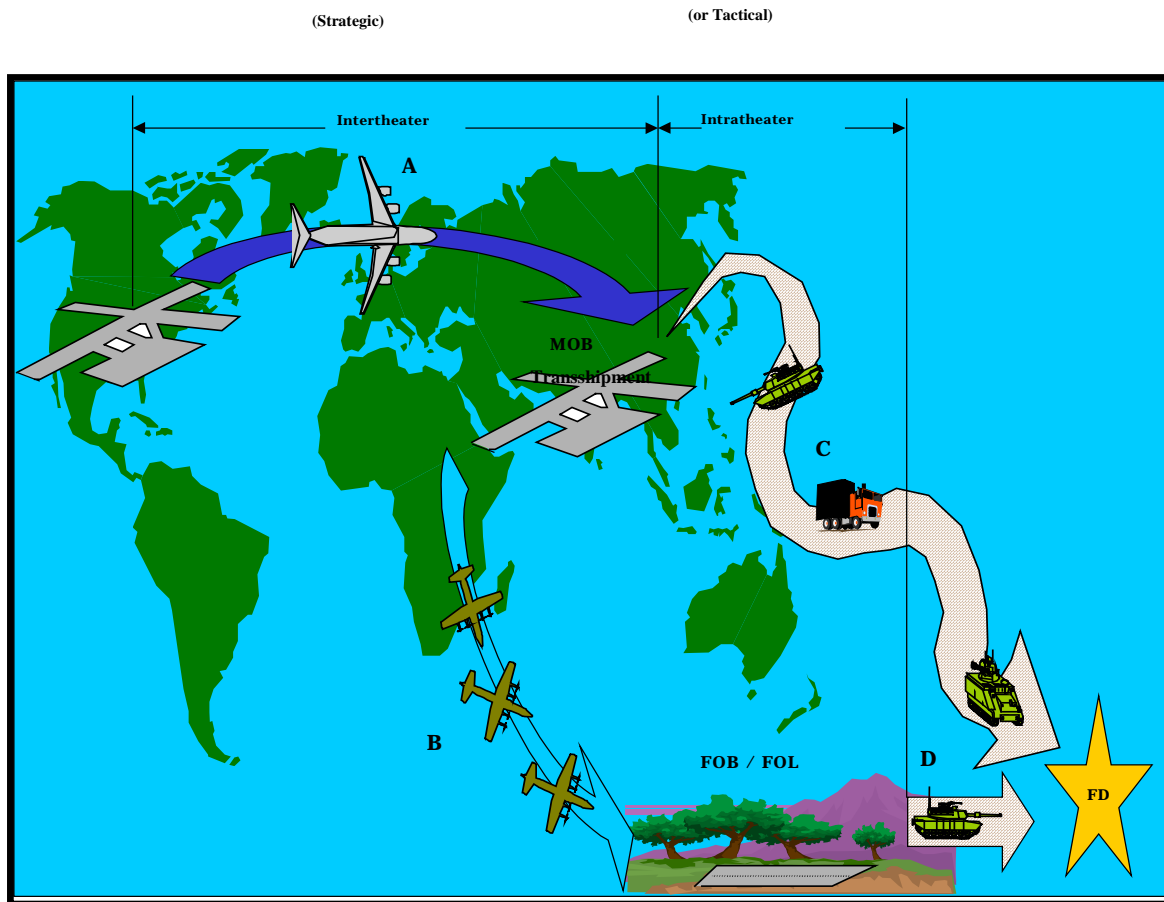 (Strategic)
(or Tactical)
Intertheater
Intratheater
A
MOB
Transshipment
C
B
FOB / FOL
D
FD